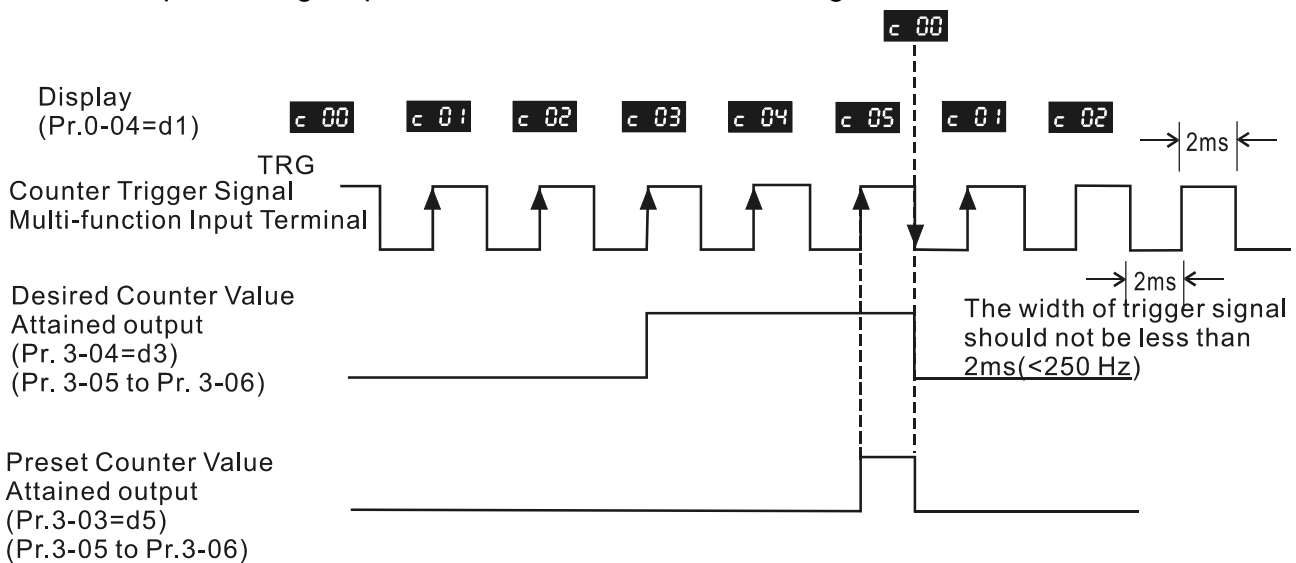 c 00
Display
(Pr.0-04=d1)
c 00 c 01 c 02 c 03 c 04 c 05 c 01 c 02
2ms
TRG
Counter Trigger Signal
Multi-function Input Terminal
2ms
Desired Counter Value
Attained output
(Pr. 3-04=d3)
(Pr. 3-05 to Pr. 3-06)
The width of trigger signal
should not be less than
2ms(<250 Hz)
Preset Counter Value
Attained output
(Pr.3-03=d5)
(Pr.3-05 to Pr.3-06)